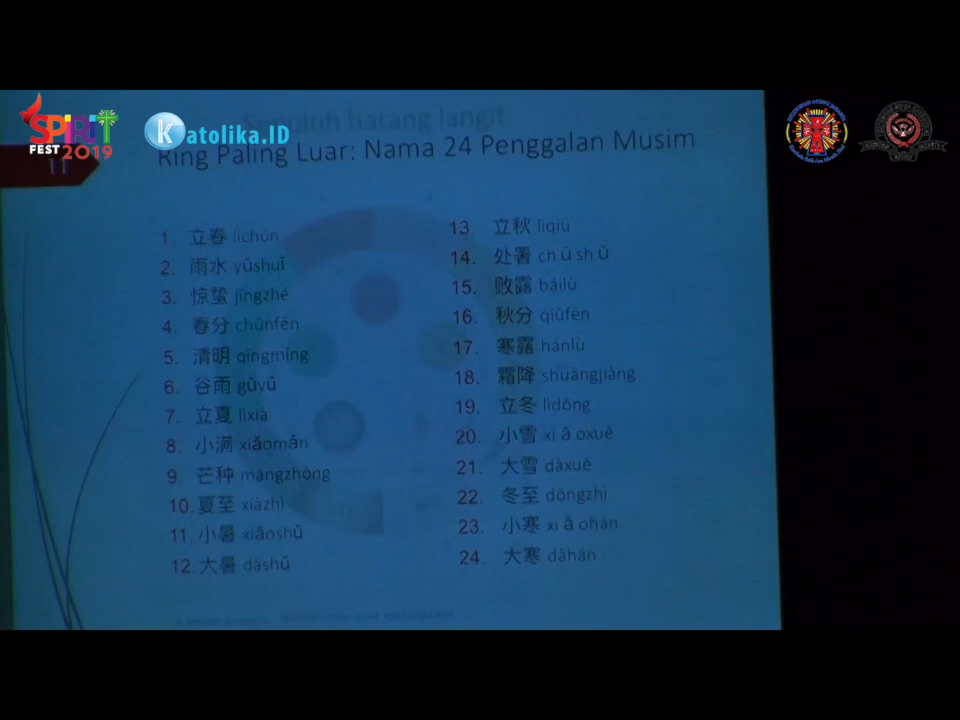 SPIRIT
FEST 2019
Katolika.ID
11
Sepuluh batang langit
Ring Paling Luar: Nama 24 Penggalan Musim
1. 立春 lìchūn
2. 雨水 yǔshuǐ
3. 惊蛰 jīngzhé
4. 春分 chūnfēn
5. 清明 qīngmíng
6. 谷雨 gǔyǔ
7. 立夏 lìxià
8. 小满 xiǎomǎn
9. 芒种 mángzhòng
10. 夏至 xiàzhì
11. 小暑 xiǎoshǔ
12. 大暑 dàshǔ
13. 立秋 lìqiū
14. 处署 ch ǔ sh ǔ
15. 败露 báilù
16. 秋分 qiūfēn
17. 寒露 hánlù
18. 霜降 shuāngjiàng
19. 立冬 lìdōng
20. 小雪 xi ǎ oxuě
21. 大雪 dàxuě
22. 冬至 dōngzhì
23. 小寒 xi ǎ ohán
24. 大寒 dàhán